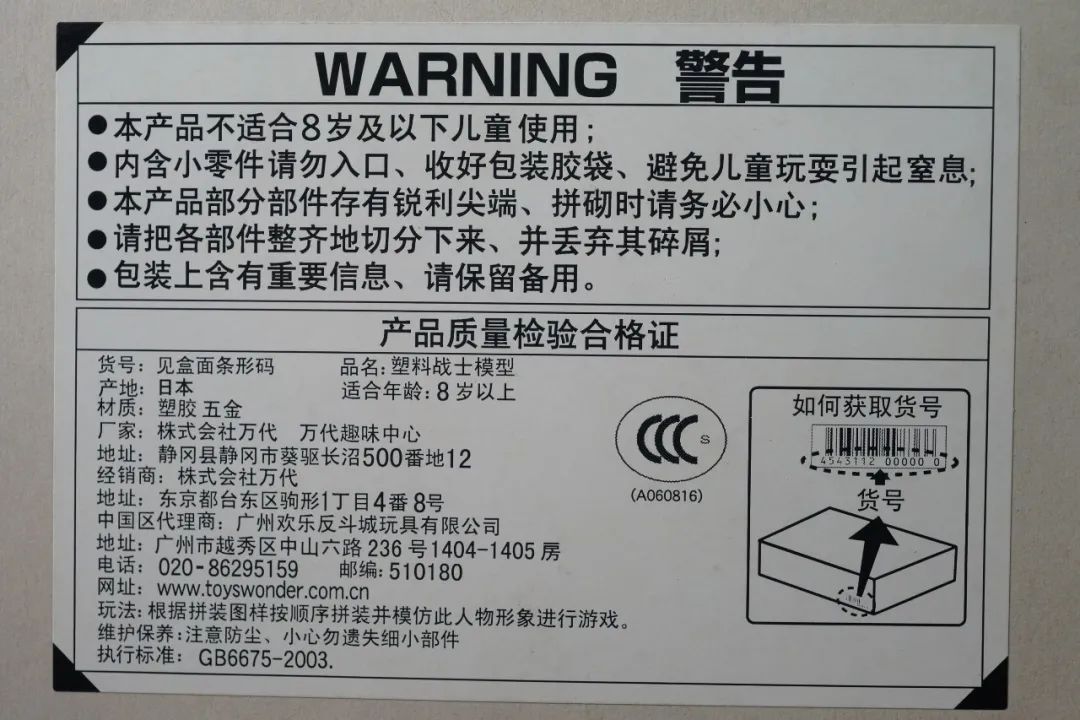 WARNING 警告
●本产品不适合8岁及以下儿童使用；
●内含小零件请勿入口、收好包装胶袋、避免儿童玩耍引起窒息；
●本产品部分部件存有锐利尖端、拼砌时请务必小心；
●请把各部件整齐地切分下来、并丢弃其碎屑；
●包装上含有重要信息、请保留备用。
产品质量检验合格证
货号：见盒面条形码 品名：塑料战士模型
产地：日本 适合年龄：8岁以上
材质：塑胶 五金
厂家：株式会社万代 万代趣味中心
地址：静冈县静冈市葵驱长沼500番地12
经销商：株式会社万代
地址：东京都台东区驹形1丁目4番8号
中国区代理商：广州欢乐反斗城玩具有限公司
地址：广州市越秀区中山六路236号1404-1405房
电话：020-86295159 邮编：510180
网址：www.toyswonder.com.cn
玩法：根据拼装图样按顺序拼装并模仿此人物形象进行游戏。
维护保养：注意防尘、小心勿遗失细小部件
执行标准：GB6675-2003.
CCC S
(A060816)
如何获取货号
4543112 00000 0
货号